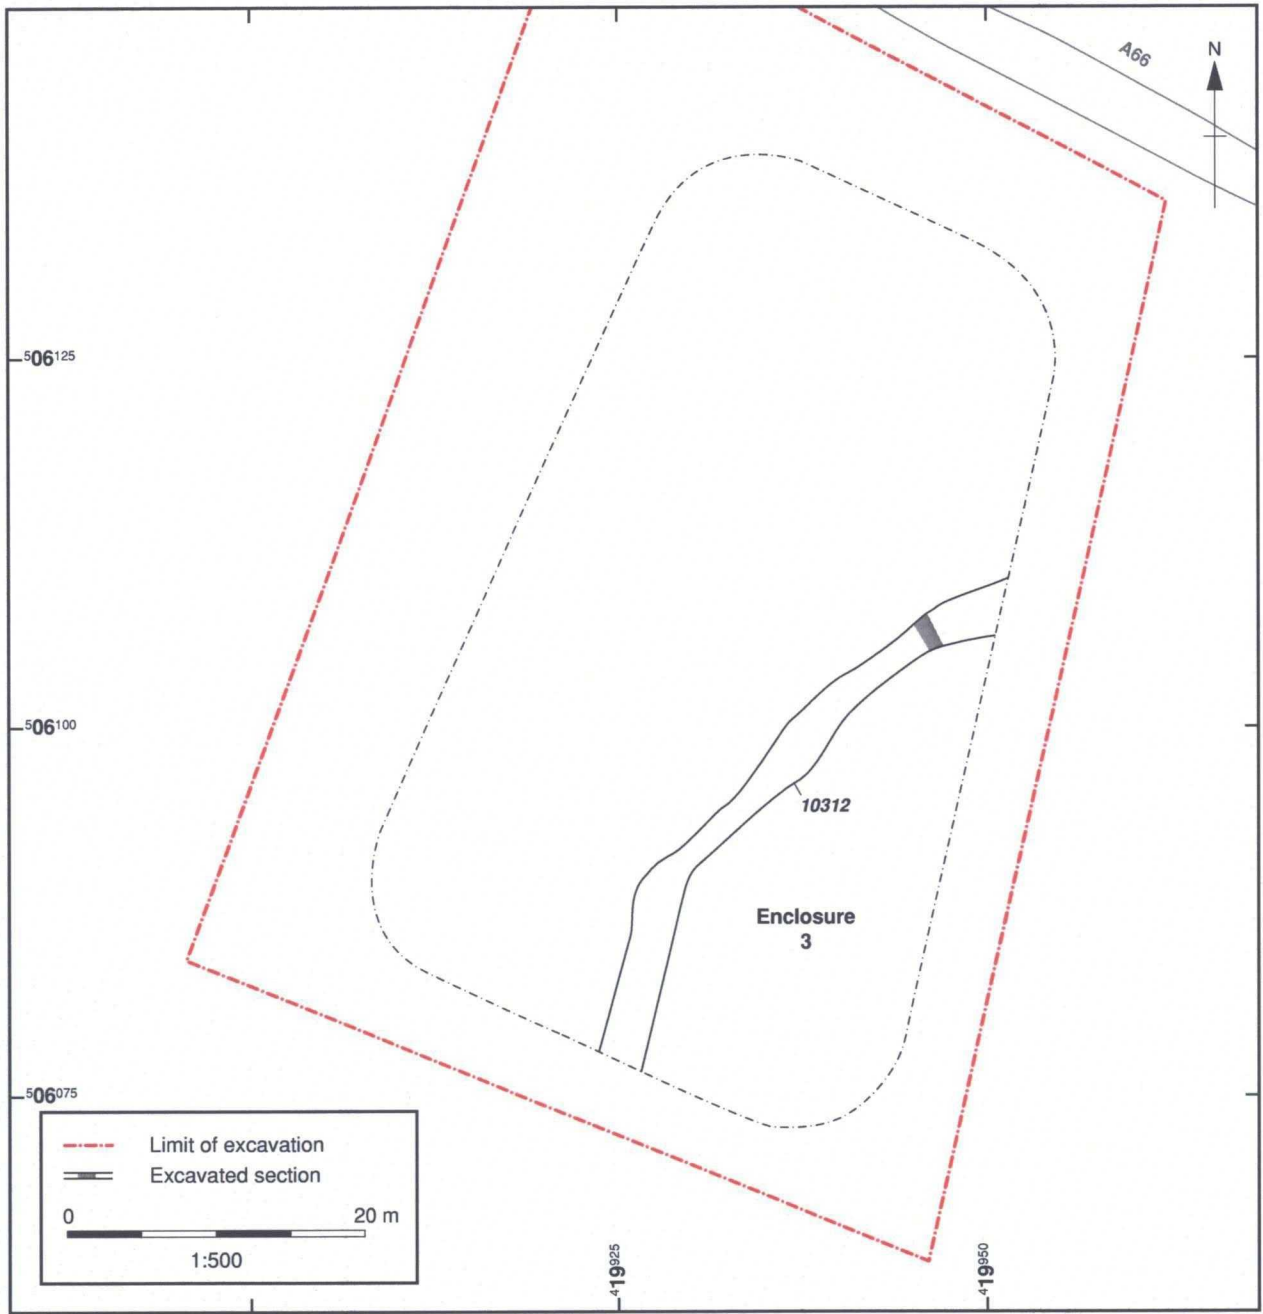 A66
N
506125
506100
10312
Enclosure
3
506075
Limit of excavation
Excavated section
0 20 m
1:500
419925
419950